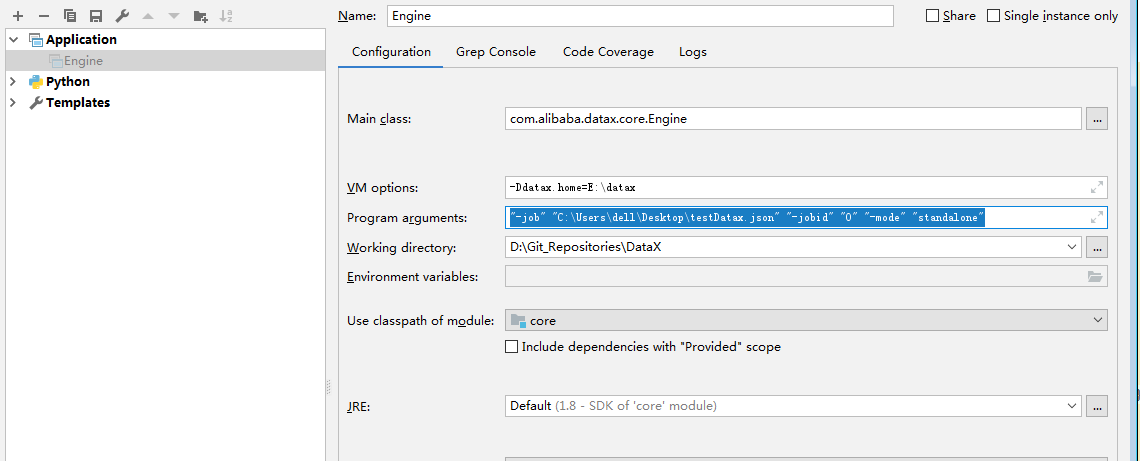 Name: Engine
Share
Single instance only
Application
Engine
Python
Templates
Configuration
Grep Console
Code Coverage
Logs
Main class: com.alibaba.datax.core.Engine ...
VM options: -Ddatax.home=E:\datax
Program arguments: "-job" "C:\Users\dell\Desktop\testDatax.json" "-jobid" "0" "-mode" "standalone"
Working directory: D:\Git_Repositories\DataX ...
Environment variables:
Use classpath of module: core
Include dependencies with "Provided" scope
JRE: Default (1.8 - SDK of 'core' module) ...